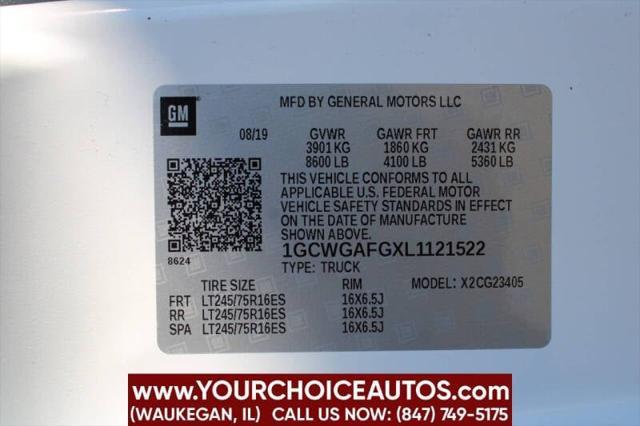 GM
MFD BY GENERAL MOTORS LLC
08/19 GVWR GAWR FRT GAWR RR
3901 KG 1860 KG 2431 KG
8600 LB 4100 LB 5360 LB
THIS VEHICLE CONFORMS TO ALL
APPLICABLE U.S. FEDERAL MOTOR
VEHICLE SAFETY STANDARDS IN EFFECT
ON THE DATE OF MANUFACTURE
SHOWN ABOVE.
1GCWGAFGXL1121522
8624
TYPE: TRUCK
TIRE SIZE RIM MODEL: X2CG23405
FRT LT245/75R16ES 16X6.5J
RR LT245/75R16ES 16X6.5J
SPA LT245/75R16ES 16X6.5J
WWW.YOURCHOICEAUTOS.COM
(WAUKEGAN, IL) CALL US FROM HOME: (847) 749-5175